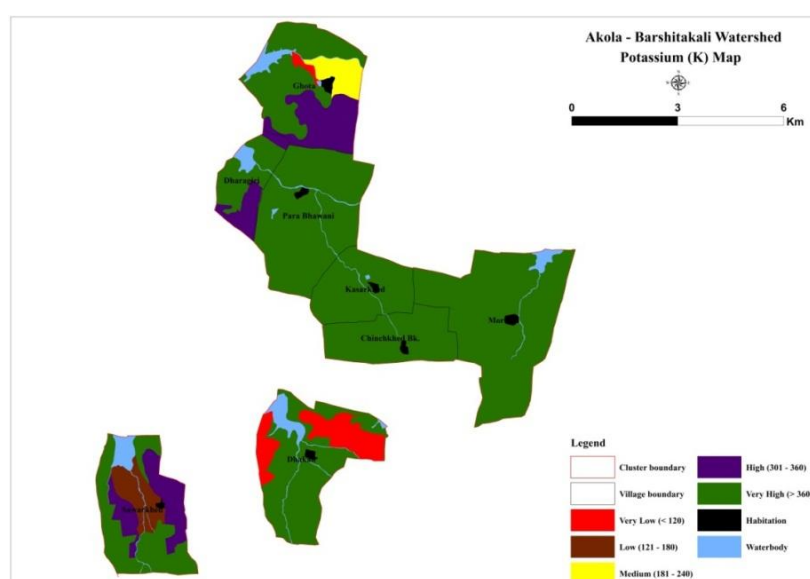 Akola - Barshitakali Watershed
Potassium (K) Map
0 3 6
Km
Ghota
Dharagiri
Para Bhawani
Kasarkhed
Chinchkhed Bk.
Legend
Cluster boundary
Village boundary
Very Low (< 120)
Low (121 - 180)
Medium (181 - 240)
High (301 - 360)
Very High (> 360
Habitation
Waterbody